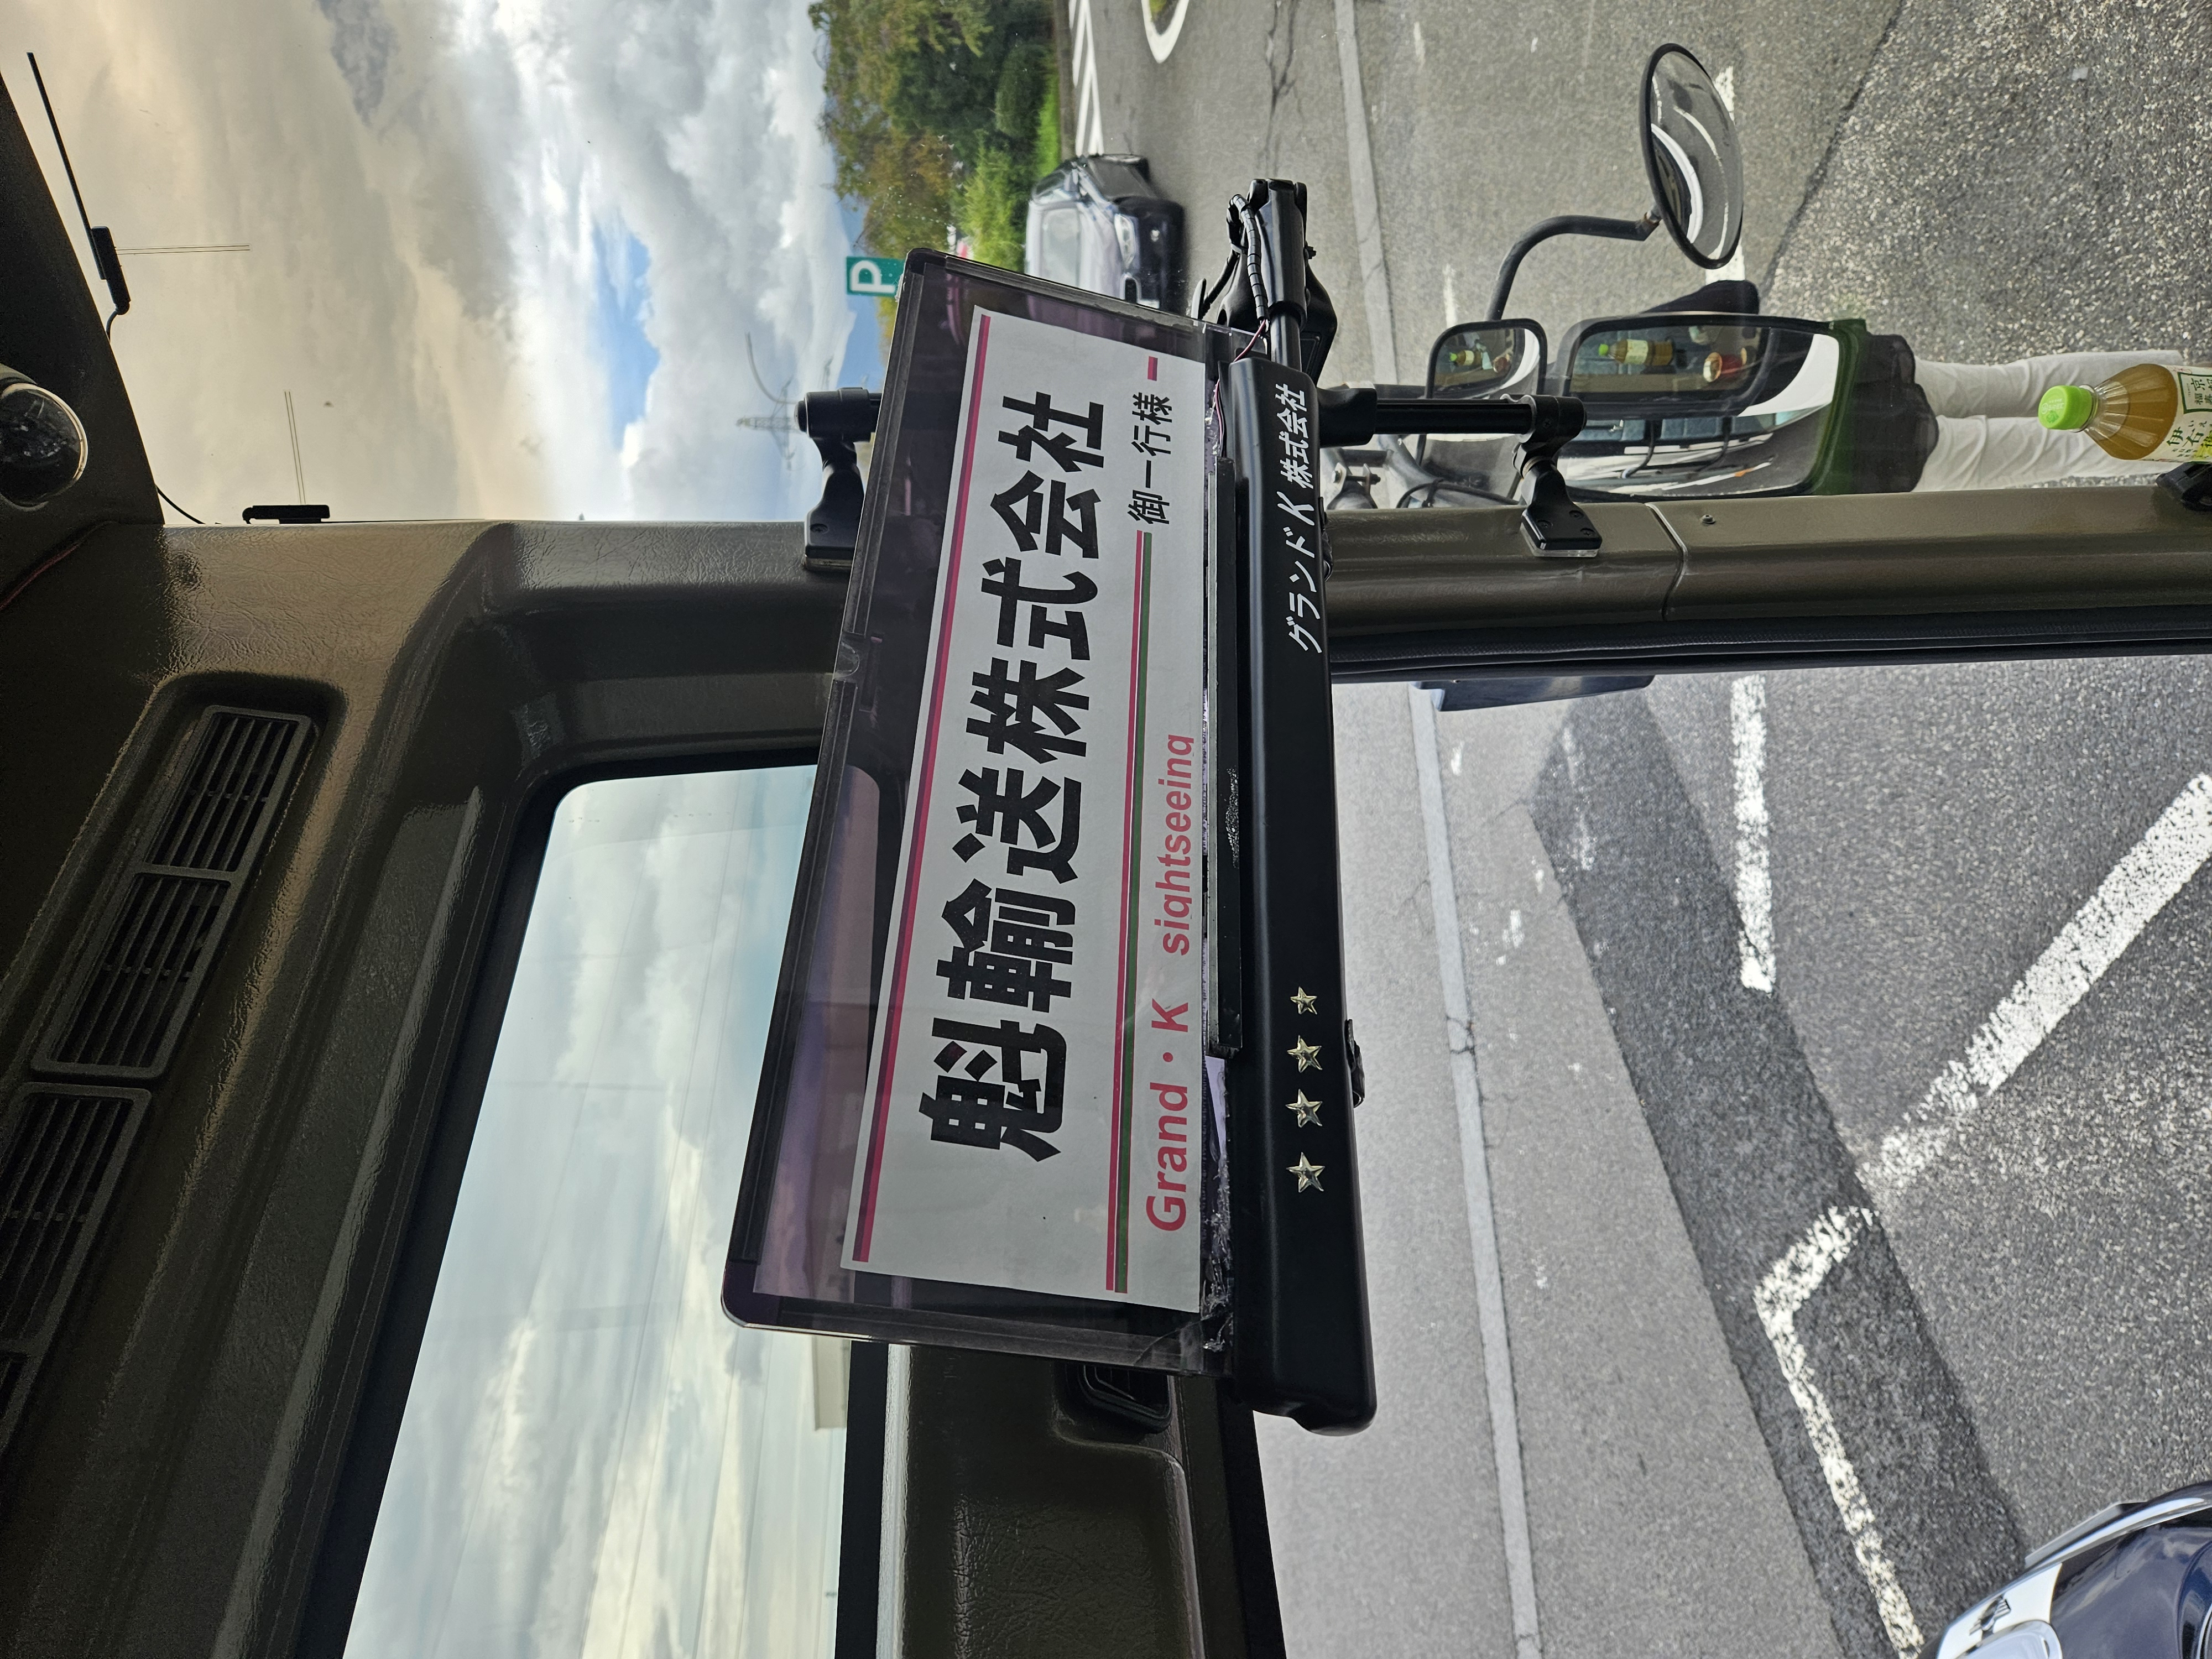 P
魁輸送株式会社
御一行様
Grand・K sightseeing
グランドK 株式会社